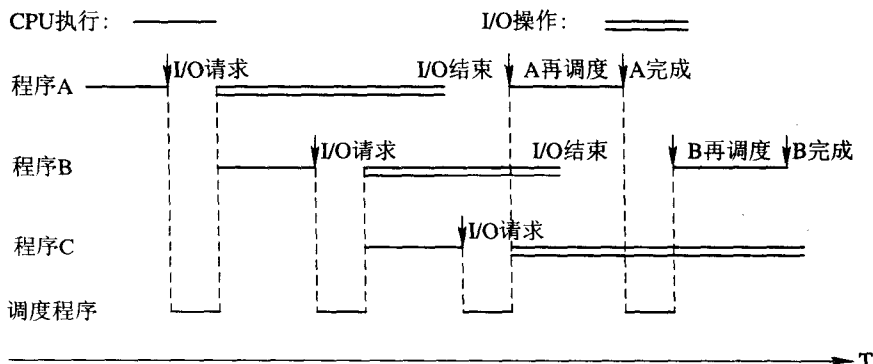 CPU执行:
I/O操作:
程序A
I/O请求
I/O结束
A再调度
A完成
程序B
I/O请求
I/O结束
B再调度
B完成
程序C
I/O请求
调度程序
T